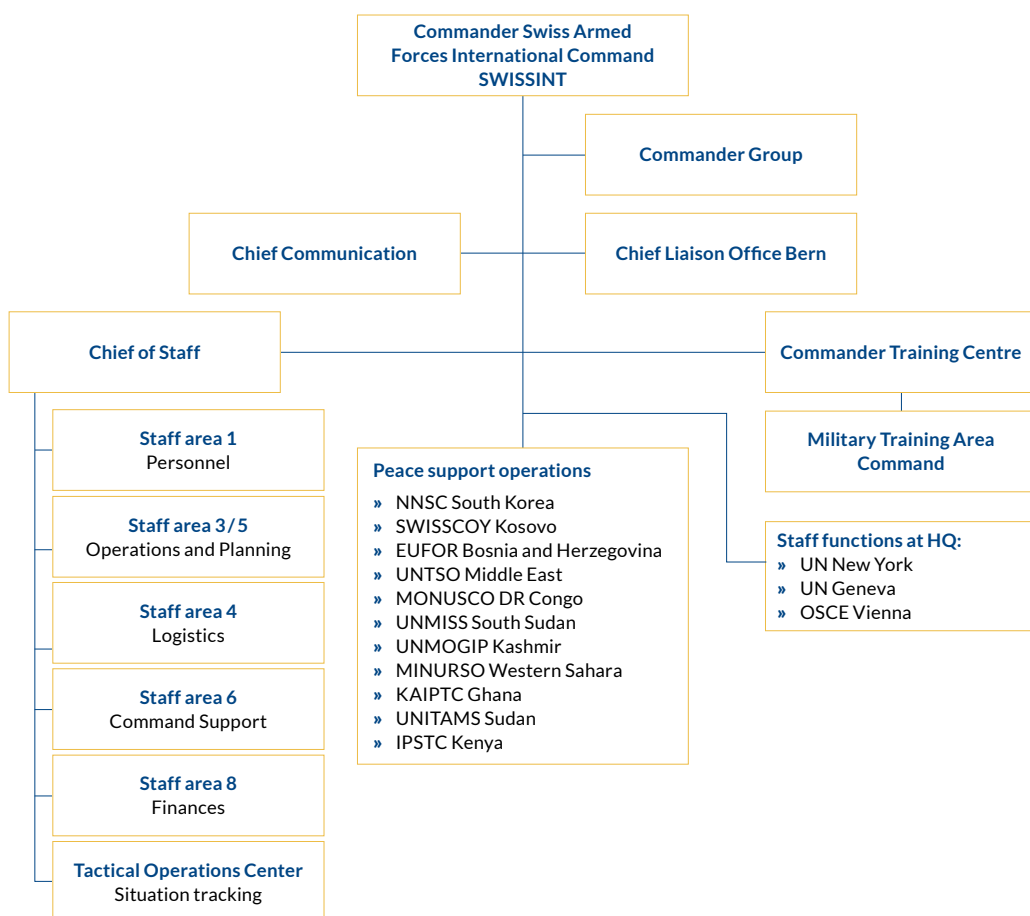 Commander Swiss Armed
Forces International Command
SWISSINT
Commander Group
Chief Communication
Chief Liaison Office Bern
Chief of Staff
Commander Training Centre
Military Training Area
Command
Staff area 1
Personnel
Staff area 3 / 5
Operations and Planning
Staff area 4
Logistics
Staff area 6
Command Support
Staff area 8
Finances
Tactical Operations Center
Situation tracking
Peace support operations
» NNSC South Korea
» SWISSCOY Kosovo
» EUFOR Bosnia and Herzegovina
» UNTSO Middle East
» MONUSCO DR Congo
» UNMISS South Sudan
» UNMOGIP Kashmir
» MINURSO Western Sahara
» KAIPTC Ghana
» UNITAMS Sudan
» IPSTC Kenya
Staff functions at HQ:
» UN New York
» UN Geneva
» OSCE Vienna